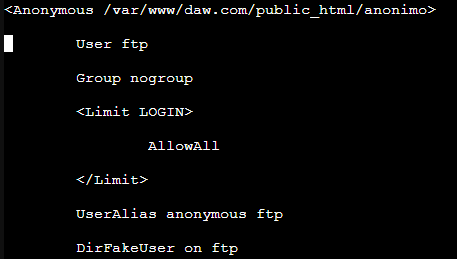 <Anonymous /var/www/daw.com/public_html/anonimo>
User ftp
Group nogroup
<Limit LOGIN>
AllowAll
</Limit>
UserAlias anonymous ftp
DirFakeUser on ftp